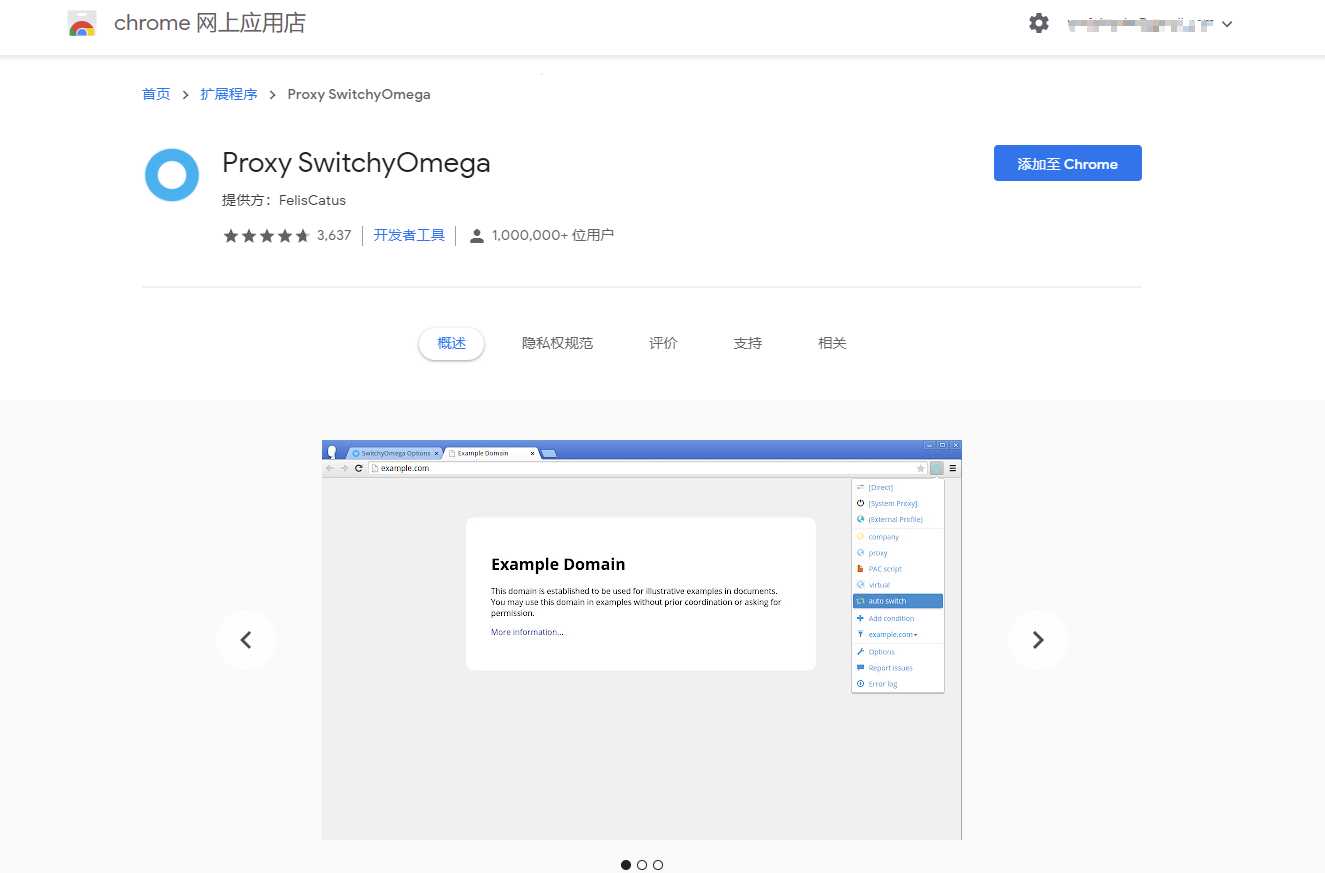 chrome 网上应用店
首页 > 扩展程序 > Proxy SwitchyOmega
Proxy SwitchyOmega
添加至 Chrome
提供方：FelisCatus
3,637 开发者工具 1,000,000+ 位用户
概述 隐私权规范 评价 支持 相关
SwitchyOmega Options Example Domain
example.com
[Direct]
[System Proxy]
(External Profile)
company
proxy
PAC script
virtual
auto switch
Add condition
example.com
Options
Report issues
Error log
Example Domain
This domain is established to be used for illustrative examples in documents.
You may use this domain in examples without prior coordination or asking for
permission.
More information...